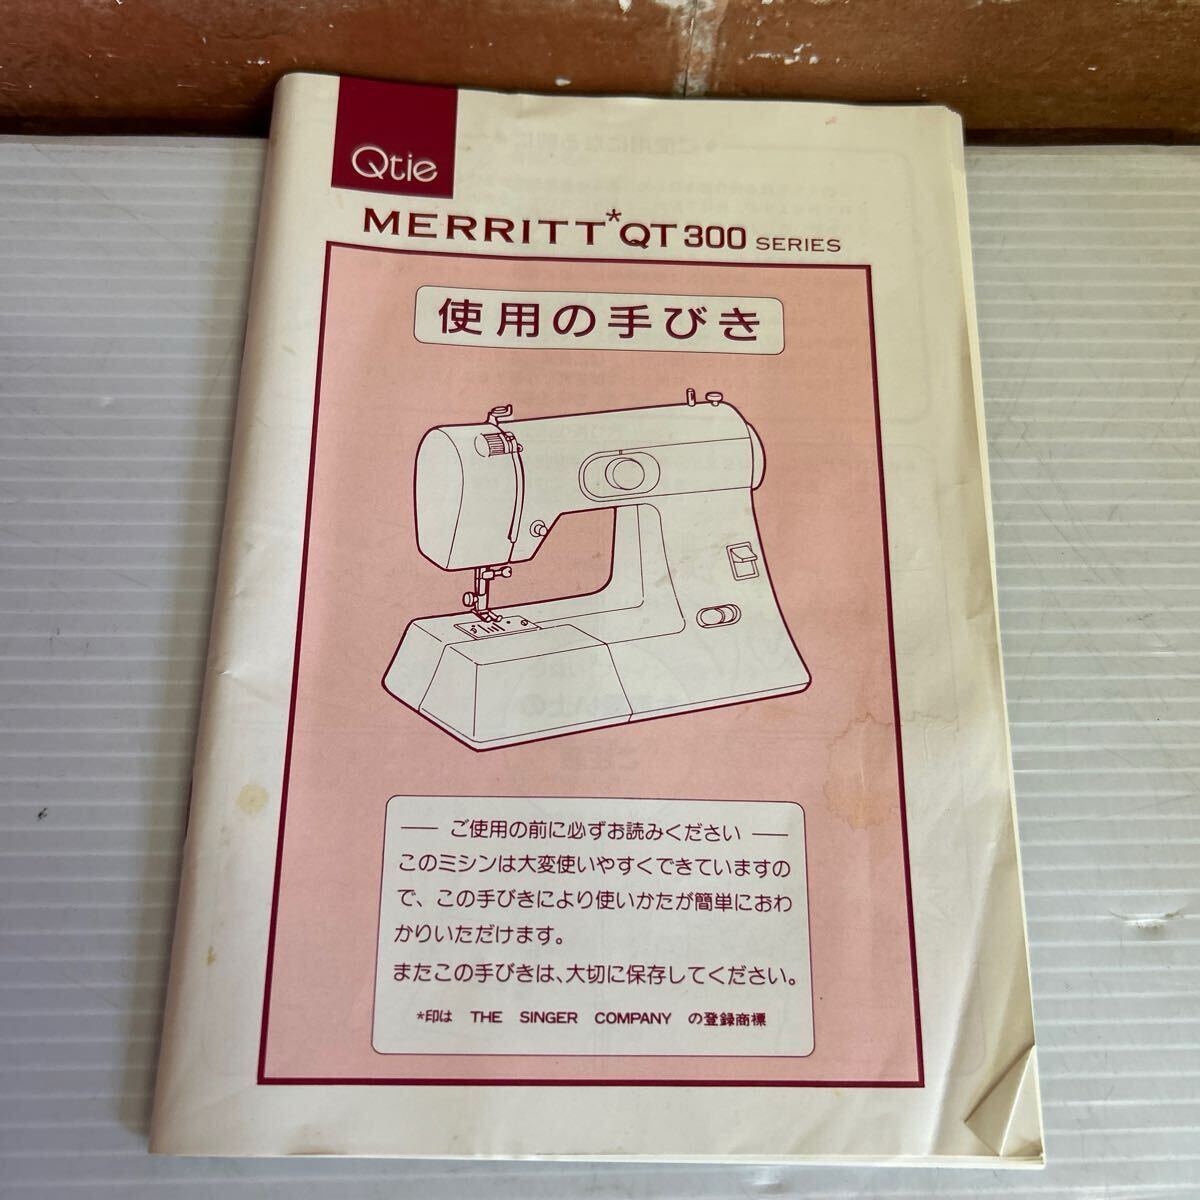 Qtie
MERRITT* QT300 SERIES
使用の手びき
── ご使用の前に必ずお読みください ──
このミシンは大変使いやすくできていますの
で、この手びきにより使いかたが簡単におわ
かりいただけます。
またこの手びきは、大切に保存してください。
*印は THE SINGER COMPANY の登録商標